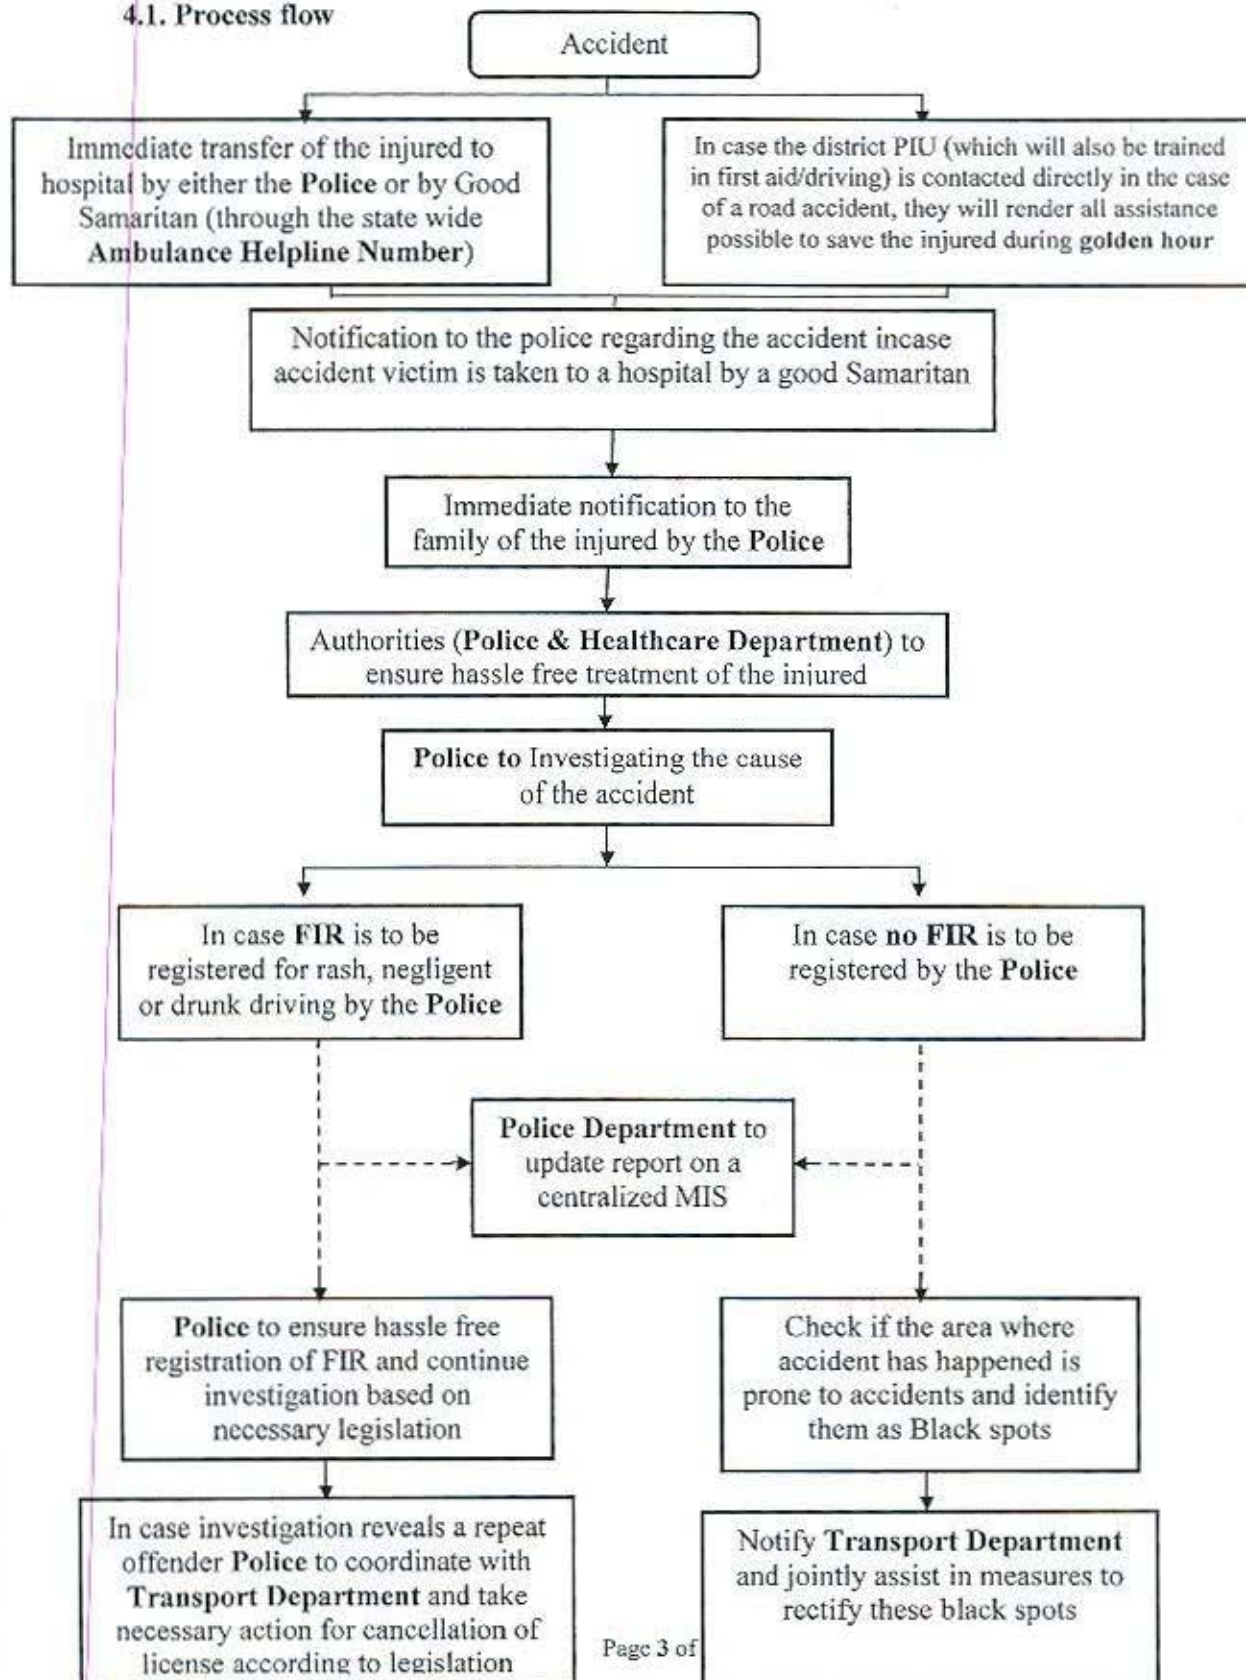 4.1. Process flow
Accident
Immediate transfer of the injured to
hospital by either the Police or by Good
Samaritan (through the state wide
Ambulance Helpline Number)
In case the district PIU (which will also be trained
in first aid/driving) is contacted directly in the case
of a road accident, they will render all assistance
possible to save the injured during golden hour
Notification to the police regarding the accident incase
accident victim is taken to a hospital by a good Samaritan
Immediate notification to the
family of the injured by the Police
Authorities (Police & Healthcare Department) to
ensure hassle free treatment of the injured
Police to Investigating the cause
of the accident
In case FIR is to be
registered for rash, negligent
or drunk driving by the Police
In case no FIR is to be
registered by the Police
Police Department to
update report on a
centralized MIS
Police to ensure hassle free
registration of FIR and continue
investigation based on
necessary legislation
Check if the area where
accident has happened is
prone to accidents and identify
them as Black spots
In case investigation reveals a repeat
offender Police to coordinate with
Transport Department and take
necessary action for cancellation of
license according to legislation
Notify Transport Department
and jointly assist in measures to
rectify these black spots
Page 3 of